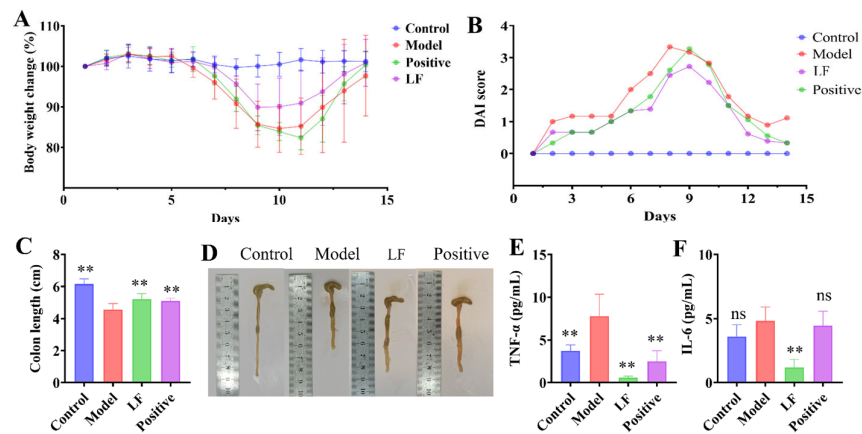 A
Body weight change (%)
110
100
90
80
0
5
10
15
Days
Control
Model
Positive
LF
B
DAI score
4
3
2
1
0
3
6
9
12
15
Days
Control
Model
LF
Positive
C
Colon length (cm)
8
6
4
2
0
**
**
**
Control
Model
LF
Positive
D
Control Model LF Positive
E
TNF-α (pg/mL)
15
10
5
0
**
**
**
Control
Model
LF
Positive
F
IL-6 (pg/mL)
10
5
0
ns
**
ns
Control
Model
LF
Positive